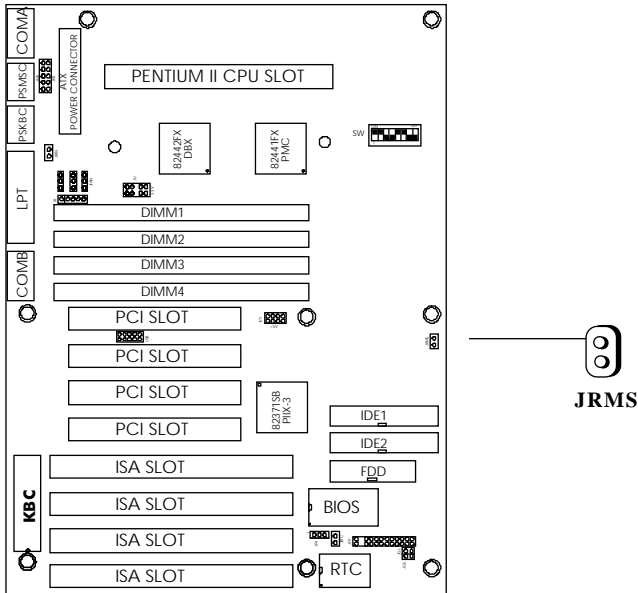 COMA
PSMSC
PSKBC
LPT
COMB
ATX
POWER CONNECTOR
PENTIUM II CPU SLOT
82442FX
DBX
82441FX
PMC
SW
DIMM1
DIMM2
DIMM3
DIMM4
PCI SLOT
PCI SLOT
PCI SLOT
PCI SLOT
82371SB
PIIX-3
IDE1
IDE2
FDD
ISA SLOT
ISA SLOT
ISA SLOT
ISA SLOT
KBC
BIOS
RTC
JRMS